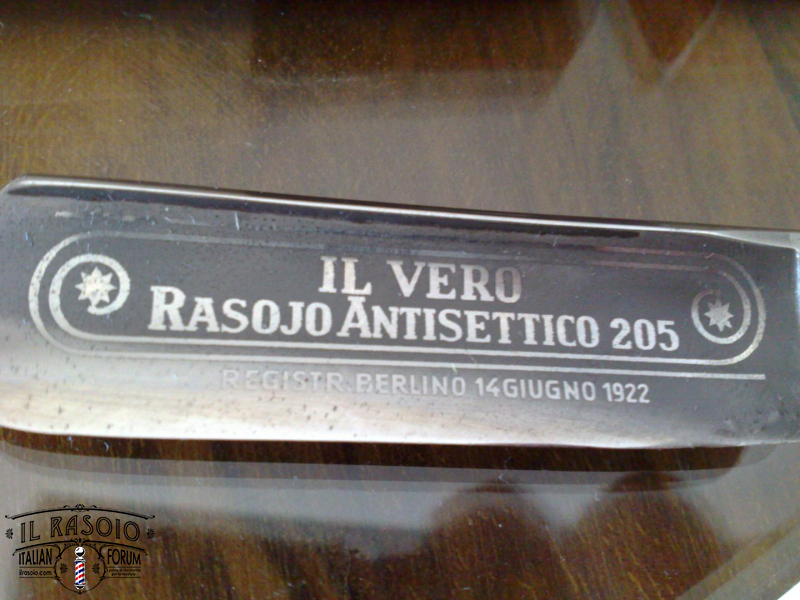 IL VERO
RASOJO ANTISETTICO 205
REGISTR. BERLINO 14 GIUGNO 1922
IL RASOIO
ITALIAN FORUM
ilrasoio.com